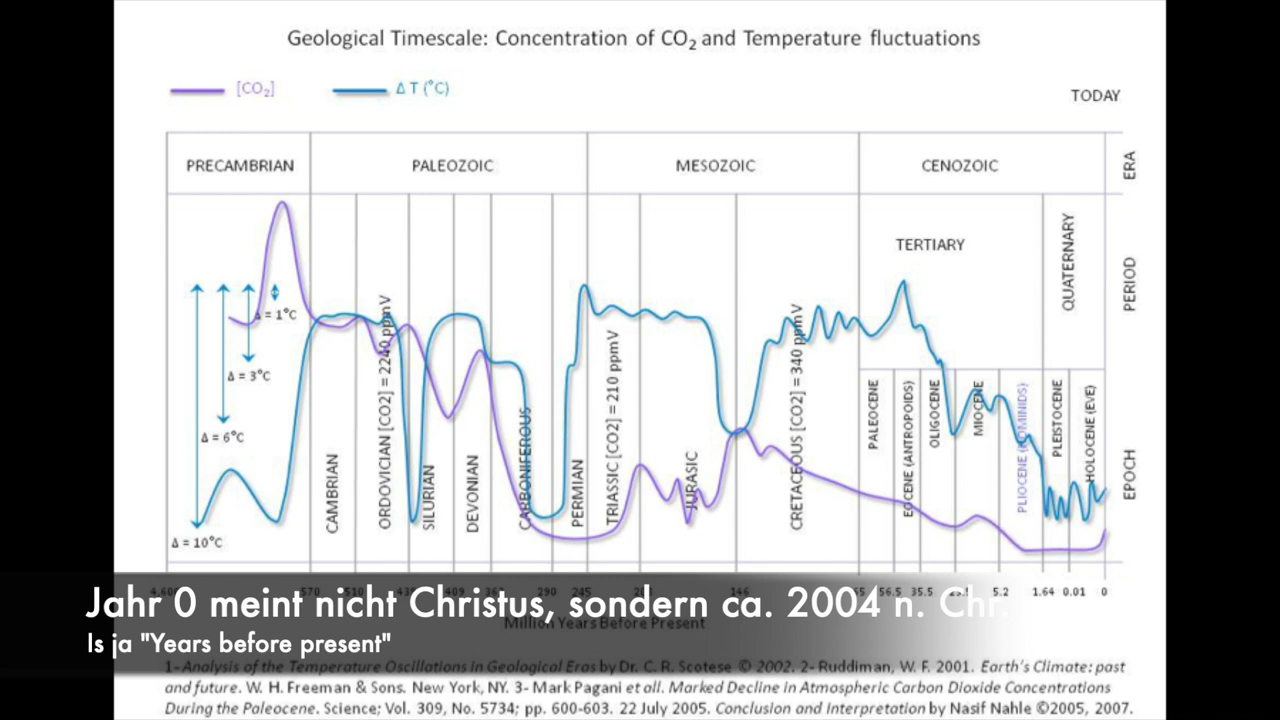 Geological Timescale: Concentration of CO₂ and Temperature fluctuations
[CO₂]
Δ T (°C)
TODAY
PRECAMBRIAN
PALEOZOIC
MESOZOIC
CENOZOIC
ERA
TERTIARY
QUATERNARY
PERIOD
Δ = 1°C
Δ = 3°C
Δ = 6°C
Δ = 10°C
CAMBRIAN
ORDOVICIAN [CO2] = 2240 ppmV
SILURIAN
DEVONIAN
CARBONIFEROUS
PERMIAN
TRIASSIC [CO2] = 210 ppmV
JURASIC
CRETACEOUS [CO2] = 340 ppmV
PALEOCENE
EOCENE (ANTROPOIDS)
OLIGOCENE
MIOCENE
PLIOCENE (HOMINIDS)
PLEISTOCENE
HOLOCENE (EVE)
EPOCH
570 510 409 290 245 146 56.5 35.5 5.2 1.64 0.01 0
Jahr 0 meint nicht Christus, sondern ca. 2004 n. Chr.
Million Years Before Present
Is ja "Years before present"
1- Analysis of the Temperature Oscillations in Geological Eras by Dr. C. R. Scotese © 2002. 2- Ruddiman, W. F. 2001. Earth's Climate: past
and future. W. H. Freeman & Sons. New York, NY. 3- Mark Pagani et all. Marked Decline in Atmospheric Carbon Dioxide Concentrations
During the Paleocene. Science; Vol. 309, No. 5734; pp. 600-603. 22 July 2005. Conclusion and Interpretation by Nasif Nahle ©2005, 2007.